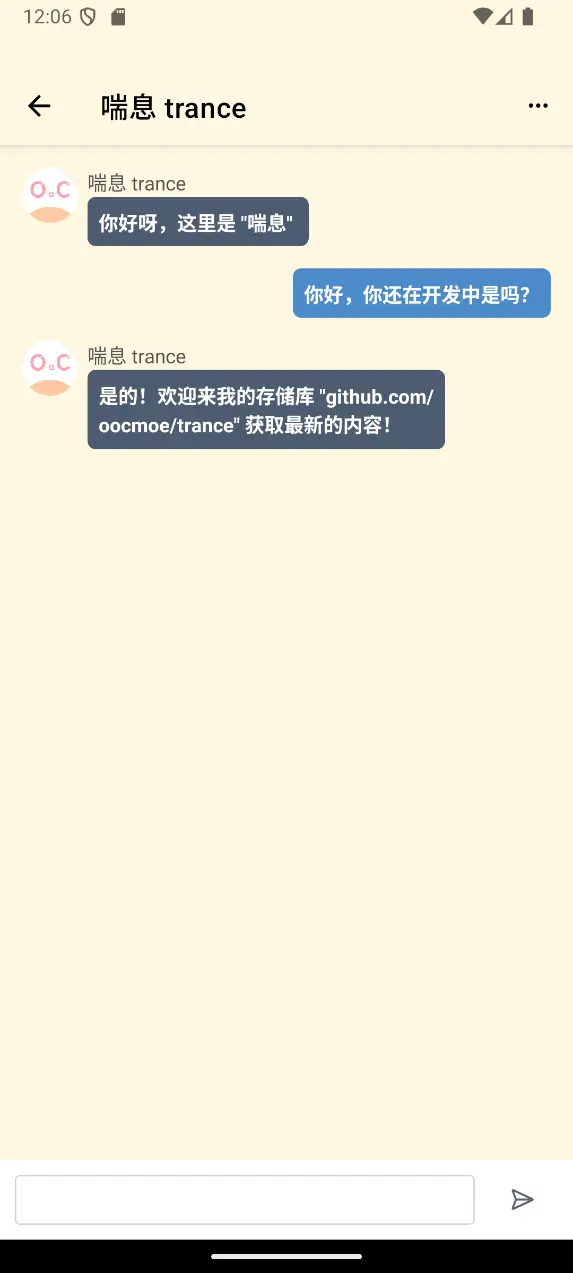 12:06
喘息 trance
O.C
喘息 trance
你好呀，这里是 "喘息"
你好，你还在开发中是吗？
O.C
喘息 trance
是的！欢迎来我的存储库 "github.com/
oocmoe/trance" 获取最新的内容！